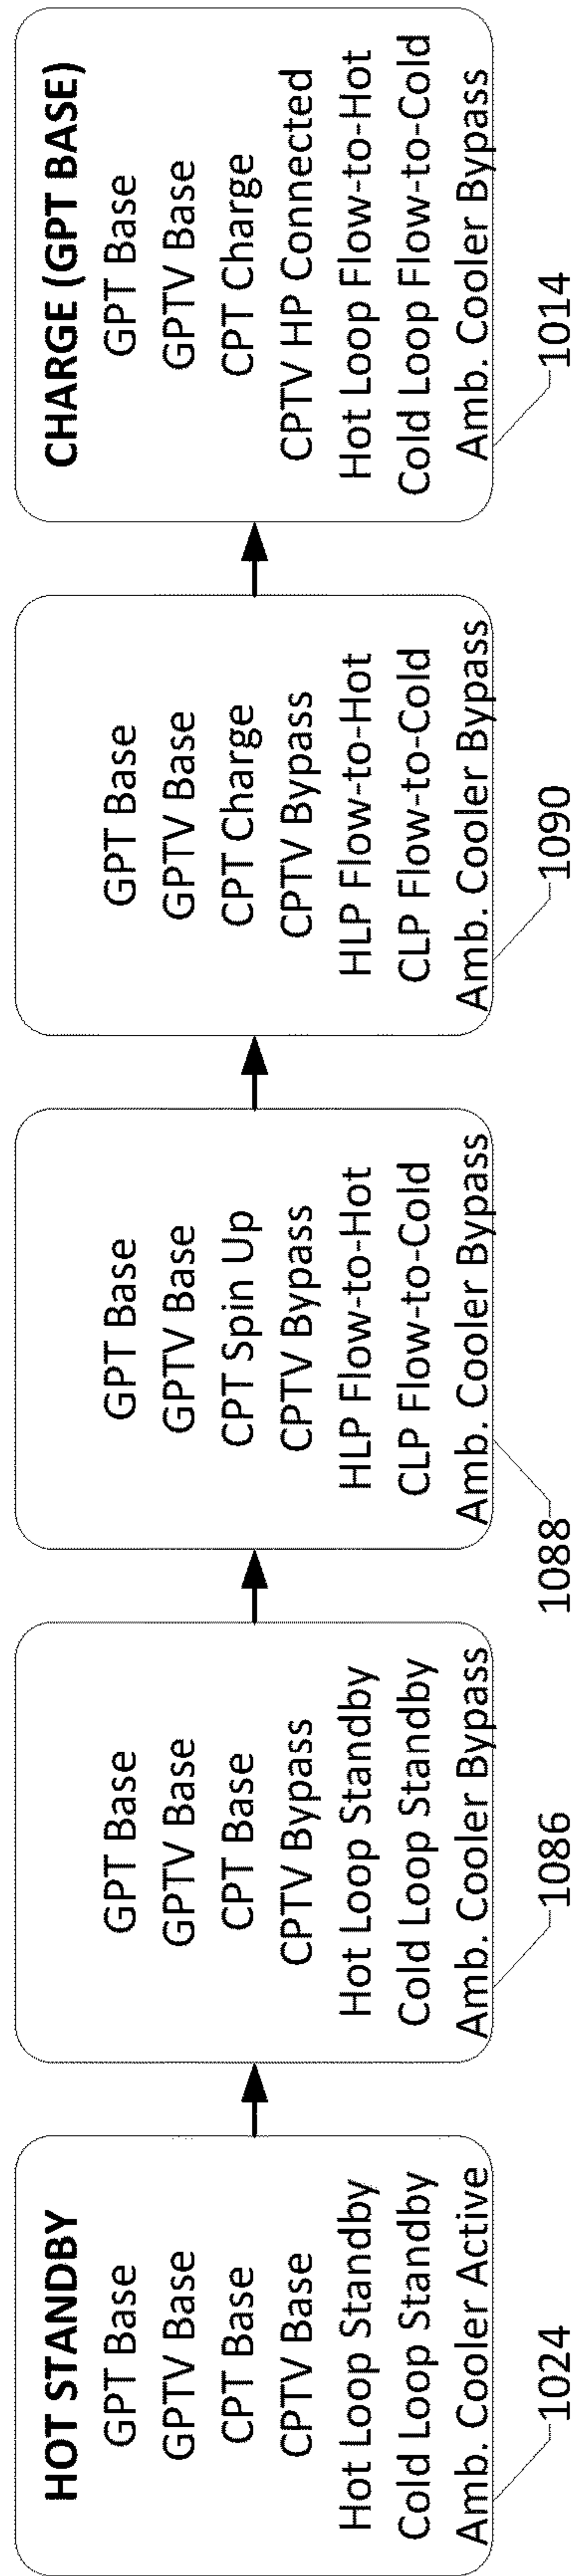 HOT STANDBY
GPT Base
GPTV Base
CPT Base
CPTV Base
Hot Loop Standby
Cold Loop Standby
Amb. Cooler Active
1024
GPT Base
GPTV Base
CPT Base
CPTV Bypass
Hot Loop Standby
Cold Loop Standby
Amb. Cooler Bypass
1086
GPT Base
GPTV Base
CPT Spin Up
CPTV Bypass
HLP Flow-to-Hot
CLP Flow-to-Cold
Amb. Cooler Bypass
1088
GPT Base
GPTV Base
CPT Charge
CPTV Bypass
HLP Flow-to-Hot
CLP Flow-to-Cold
Amb. Cooler Bypass
1090
CHARGE (GPT BASE)
GPT Base
GPTV Base
CPT Charge
CPTV HP Connected
Hot Loop Flow-to-Hot
Cold Loop Flow-to-Cold
Amb. Cooler Bypass
1014